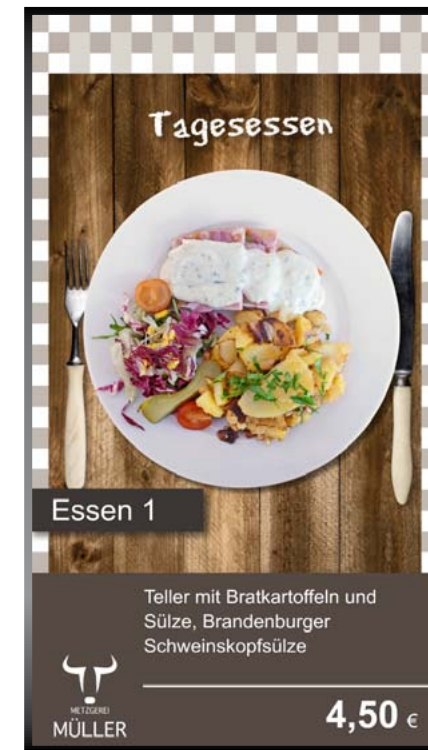 Tagesessen
Essen 1
Teller mit Bratkartoffeln und
Sülze, Brandenburger
Schweinskopfsülze
METZGEREI
MÜLLER
4,50 €